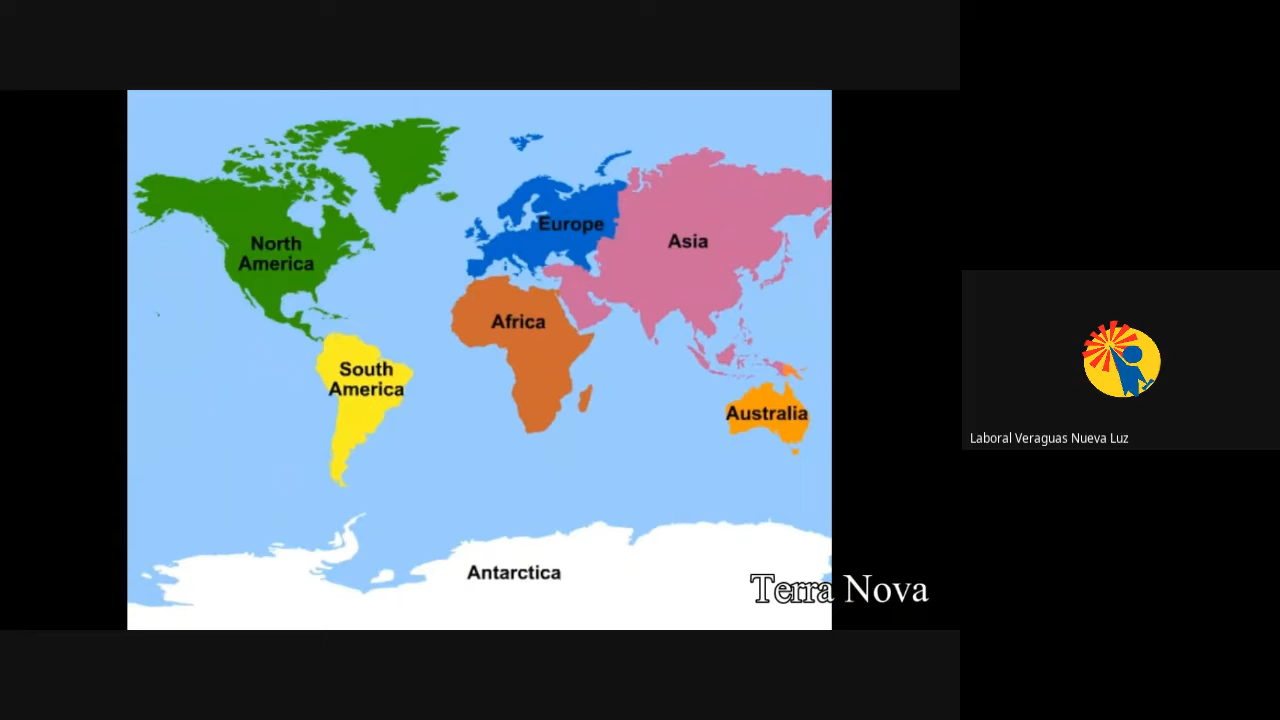 North
America
Europe
Asia
Africa
South
America
Australia
Antarctica
Terra Nova
Laboral Veraguas Nueva Luz